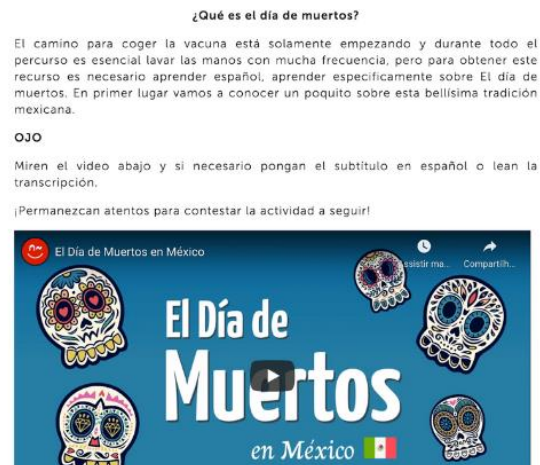 ¿Qué es el día de muertos?
El camino para coger la vacuna está solamente empezando y durante todo el
percurso es esencial lavar las manos con mucha frecuencia, pero para obtener este
recurso es necesario aprender español, aprender especificamente sobre El día de
muertos. En primer lugar vamos a conocer un poquito sobre esta bellísima tradición
mexicana.
OJO
Miren el video abajo y si necesario pongan el subtítulo en español o lean la
transcripción.
¡Permanezcan atentos para contestar la actividad a seguir!
El Día de Muertos en México
ssistir ma... Compartilh...
El Día de
Muertos
en México